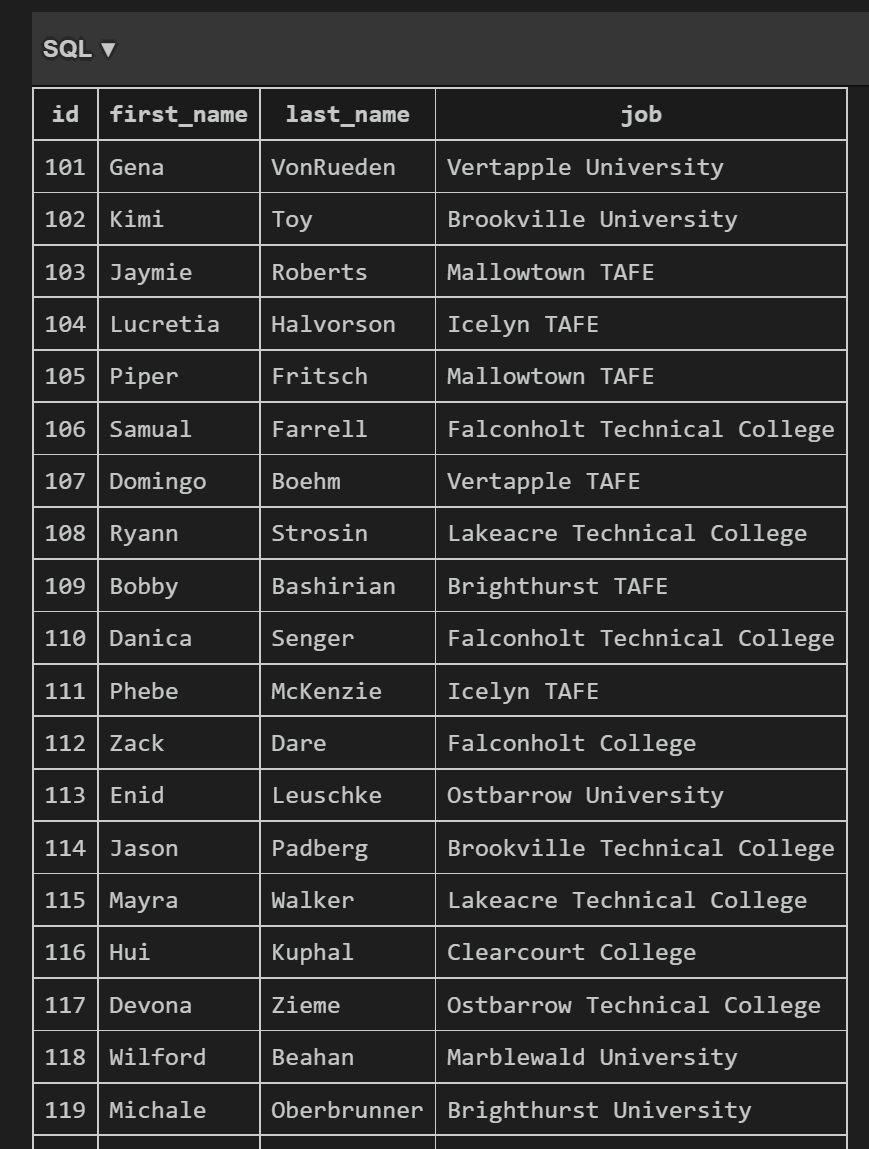 SQL ▼
id first_name last_name job
101 Gena VonRueden Vertapple University
102 Kimi Toy Brookville University
103 Jaymie Roberts Mallowtown TAFE
104 Lucretia Halvorson Icelyn TAFE
105 Piper Fritsch Mallowtown TAFE
106 Samual Farrell Falconholt Technical College
107 Domingo Boehm Vertapple TAFE
108 Ryann Strosin Lakeacre Technical College
109 Bobby Bashirian Brighthurst TAFE
110 Danica Senger Falconholt Technical College
111 Phebe McKenzie Icelyn TAFE
112 Zack Dare Falconholt College
113 Enid Leuschke Ostbarrow University
114 Jason Padberg Brookville Technical College
115 Mayra Walker Lakeacre Technical College
116 Hui Kuphal Clearcourt College
117 Devona Zieme Ostbarrow Technical College
118 Wilford Beahan Marblewald University
119 Michale Oberbrunner Brighthurst University